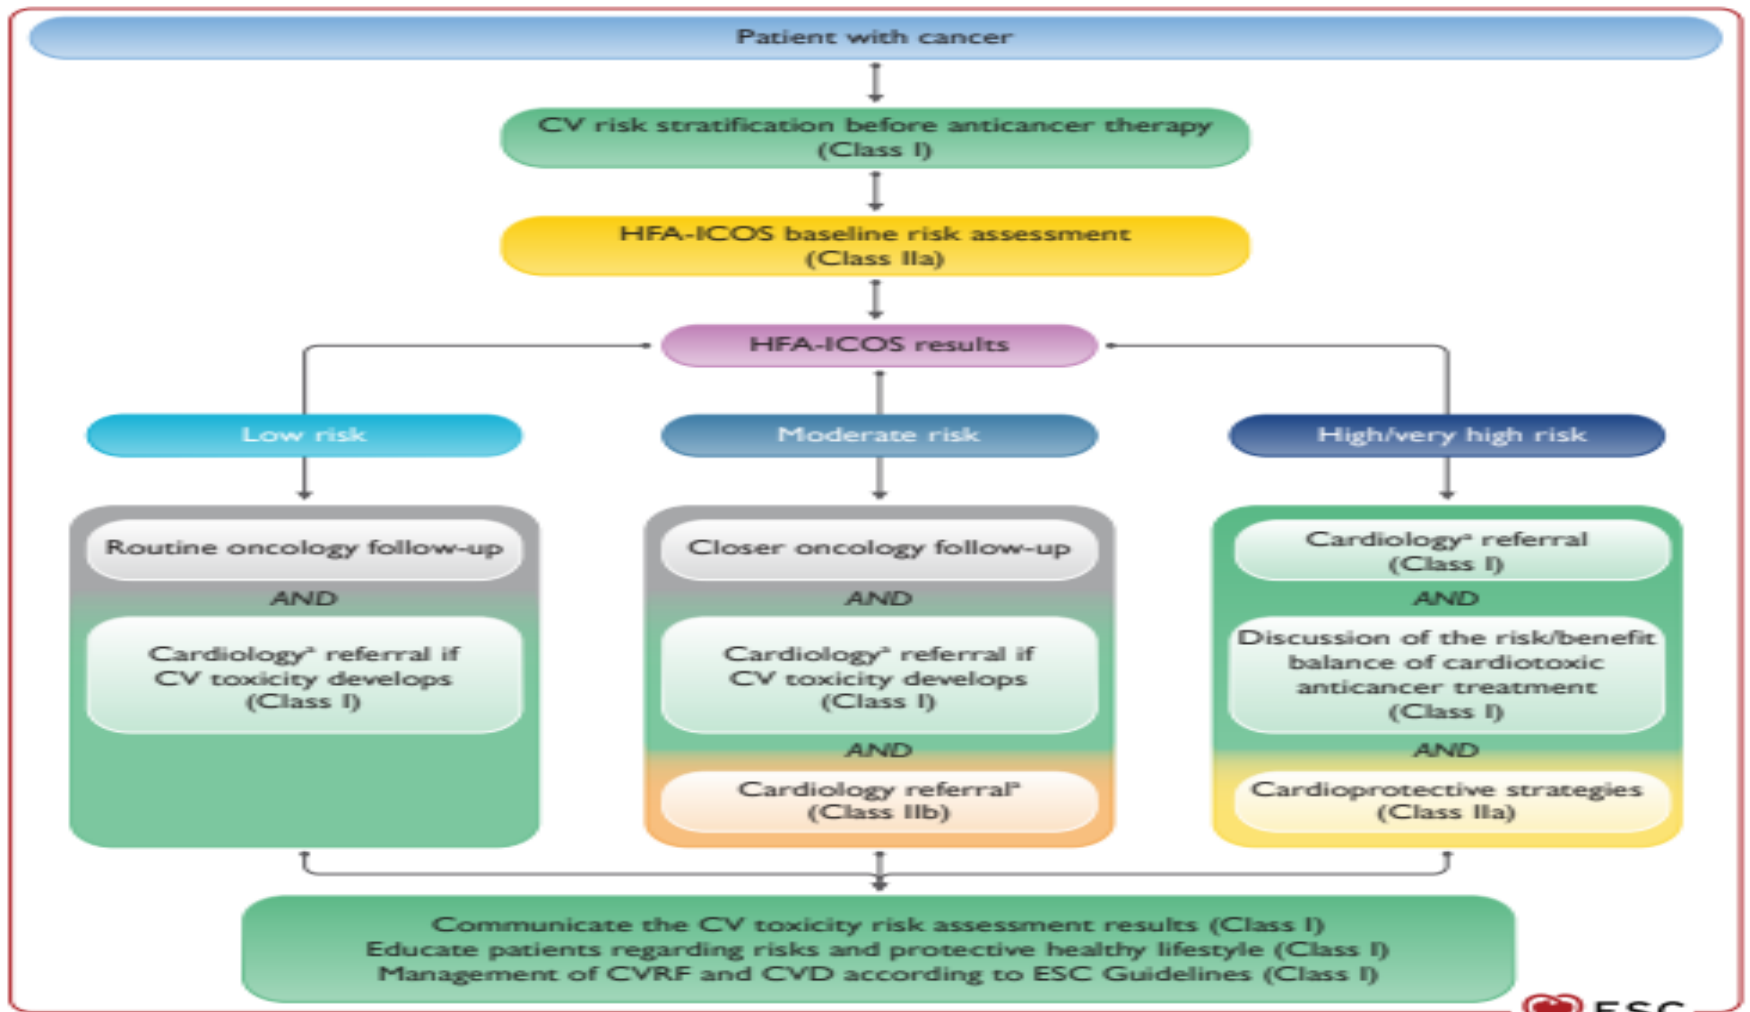 Patient with cancer
CV risk stratification before anticancer therapy
(Class I)
HFA-ICOS baseline risk assessment
(Class IIa)
HFA-ICOS results
Low risk
Moderate risk
High/very high risk
Routine oncology follow-up
AND
Cardiologyᵃ referral if
CV toxicity develops
(Class I)
Closer oncology follow-up
AND
Cardiologyᵃ referral if
CV toxicity develops
(Class I)
AND
Cardiology referralᵃ
(Class IIb)
Cardiologyᵃ referral
(Class I)
AND
Discussion of the risk/benefit
balance of cardiotoxic
anticancer treatment
(Class I)
AND
Cardioprotective strategies
(Class IIa)
Communicate the CV toxicity risk assessment results (Class I)
Educate patients regarding risks and protective healthy lifestyle (Class I)
Management of CVRF and CVD according to ESC Guidelines (Class I)
ESC